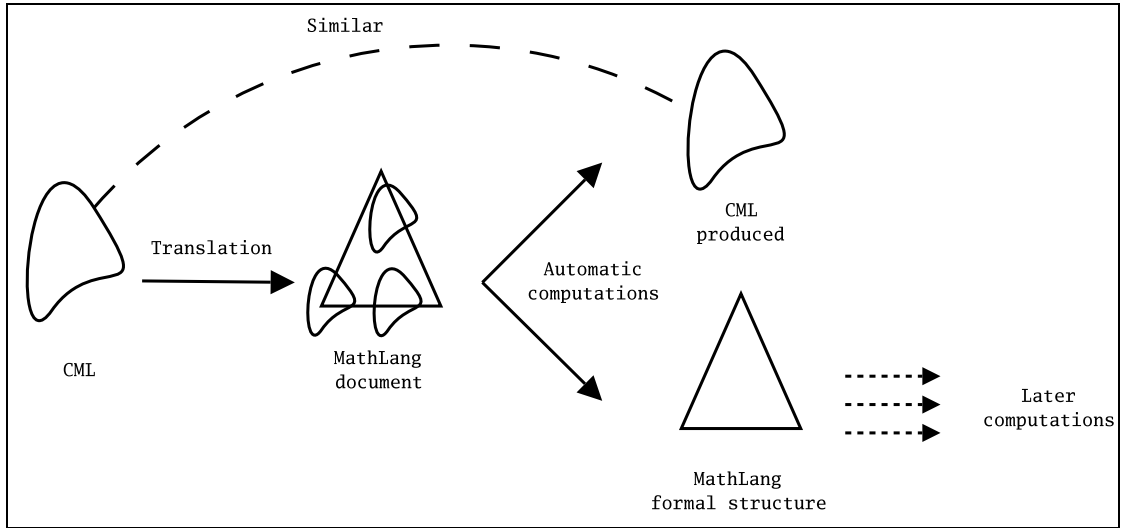 Similar
CML
produced
Translation
Automatic
computations
MathLang
document
CML
Later
computations
MathLang
formal structure